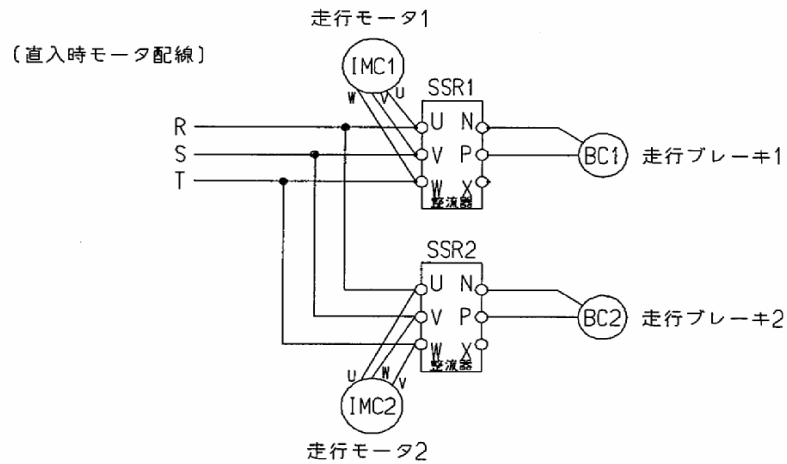 走行モータ1
〔直入時モータ配線〕
IMC1
W V U
SSR1
R
U N
S
V P
BC1 走行ブレーキ1
T
W X
整流器
SSR2
U N
V P
BC2 走行ブレーキ2
W X
整流器
U W V
IMC2
走行モータ2